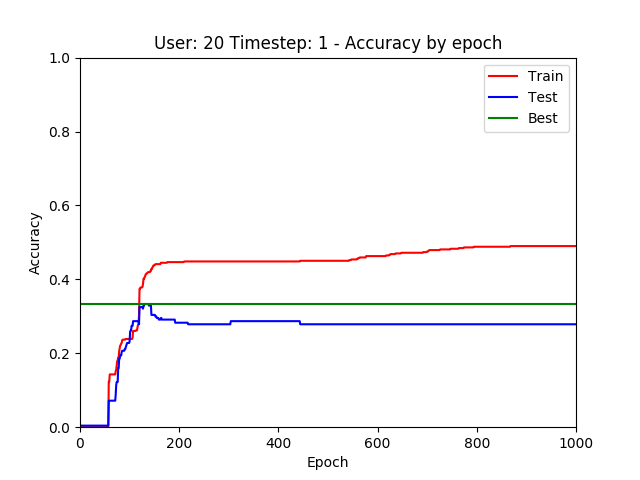 User: 20 Timestep: 1 - Accuracy by epoch
1.0
0.8
0.6
0.4
0.2
0.0
Accuracy
Train
Test
Best
0 200 400 600 800 1000
Epoch